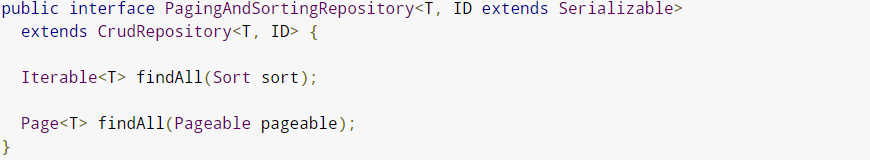 public interface PagingAndSortingRepository<T, ID extends Serializable>
  extends CrudRepository<T, ID> {
  Iterable<T> findAll(Sort sort);
  Page<T> findAll(Pageable pageable);
}